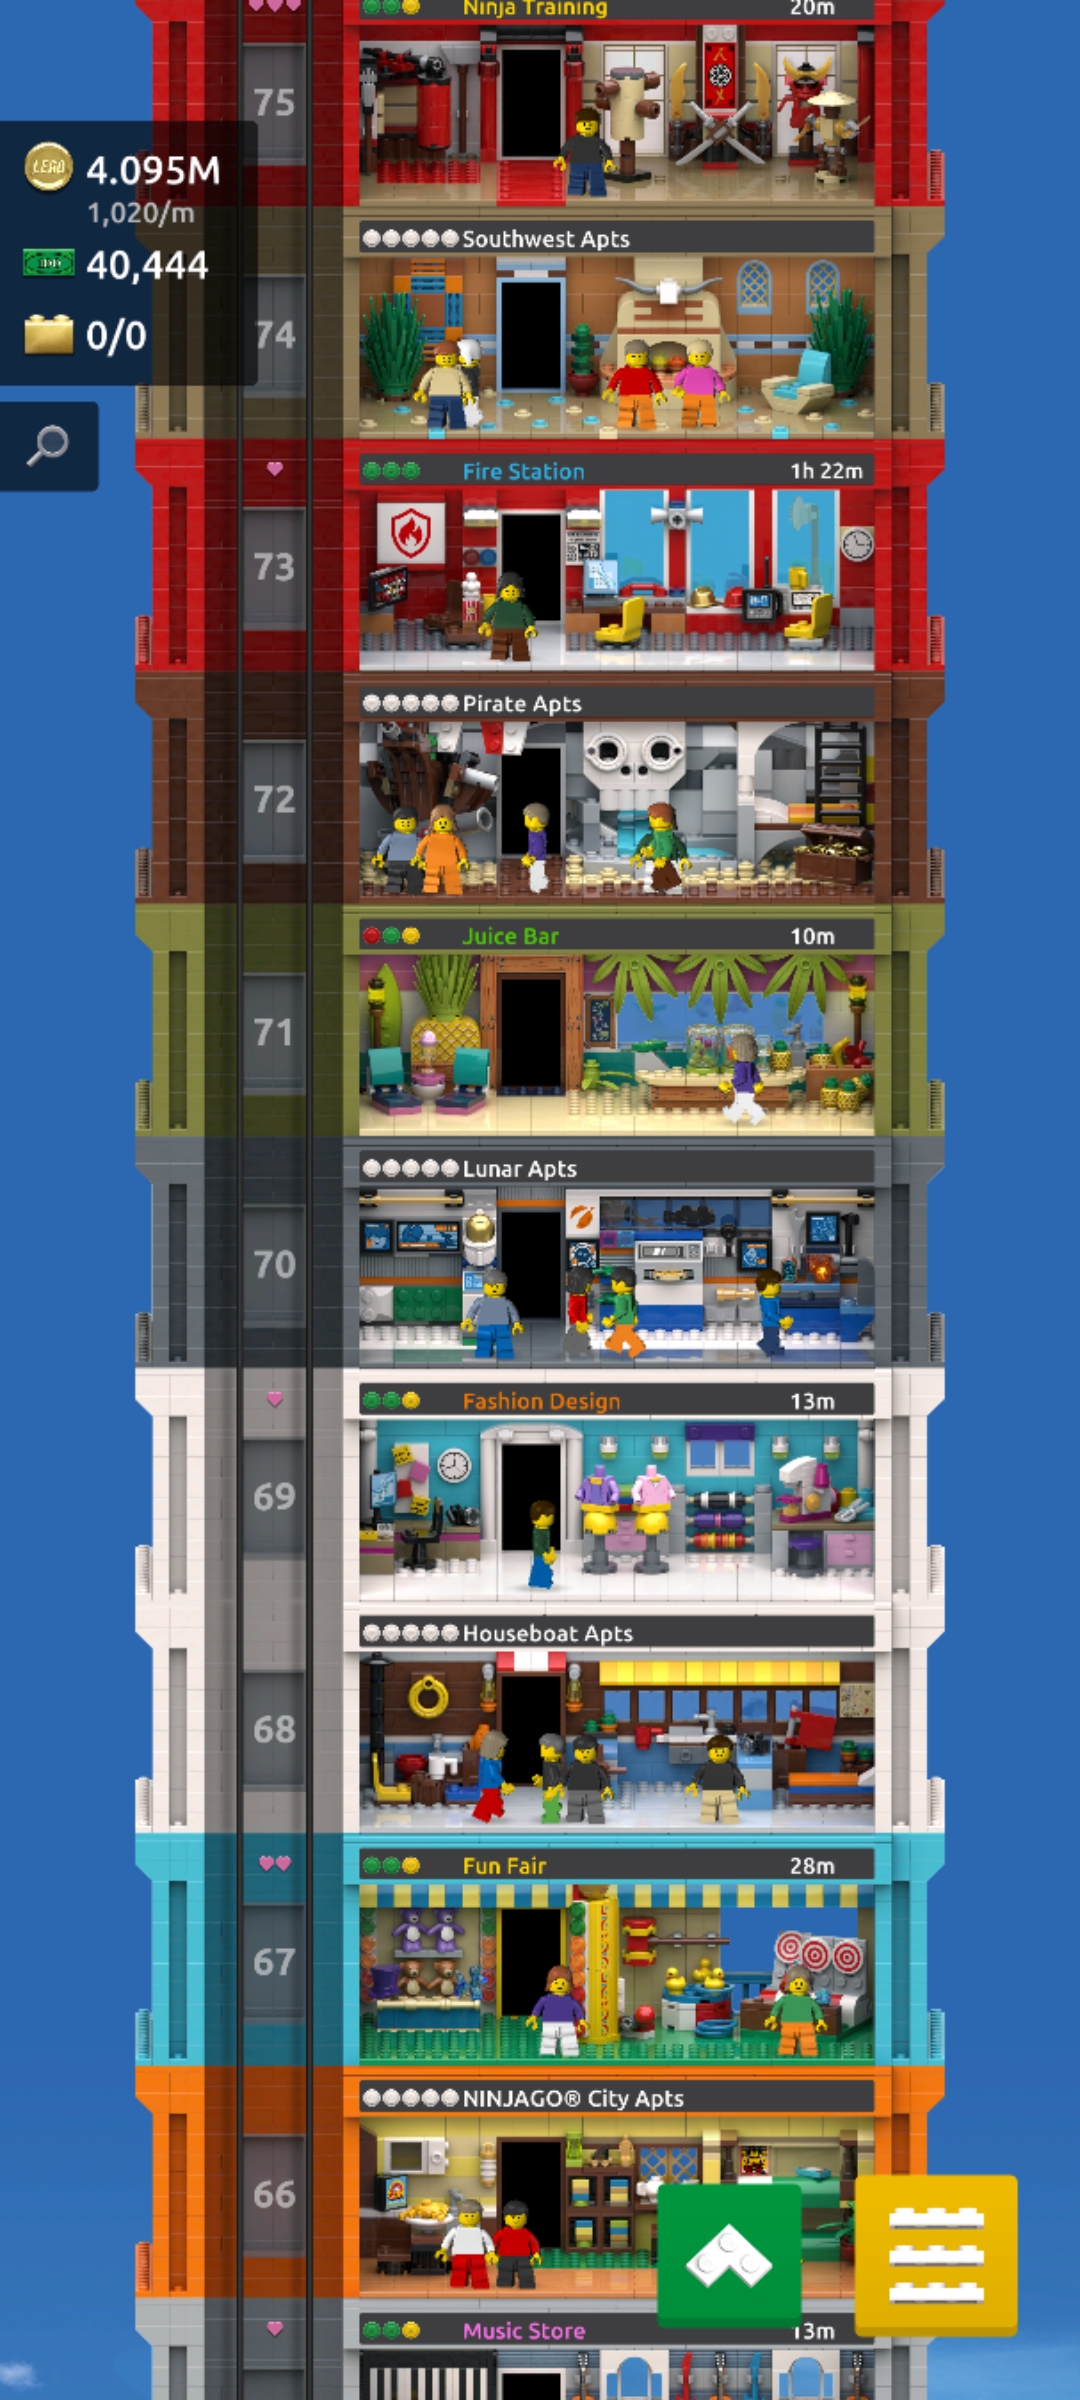 Ninja Training 20m
75
LEGO 4.095M
1,020/m
40,444
0/0
Southwest Apts
74
Fire Station 1h 22m
73
Pirate Apts
72
Juice Bar 10m
71
Lunar Apts
70
Fashion Design 13m
69
Houseboat Apts
68
Fun Fair 28m
67
NINJAGO® City Apts
66
Music Store 13m